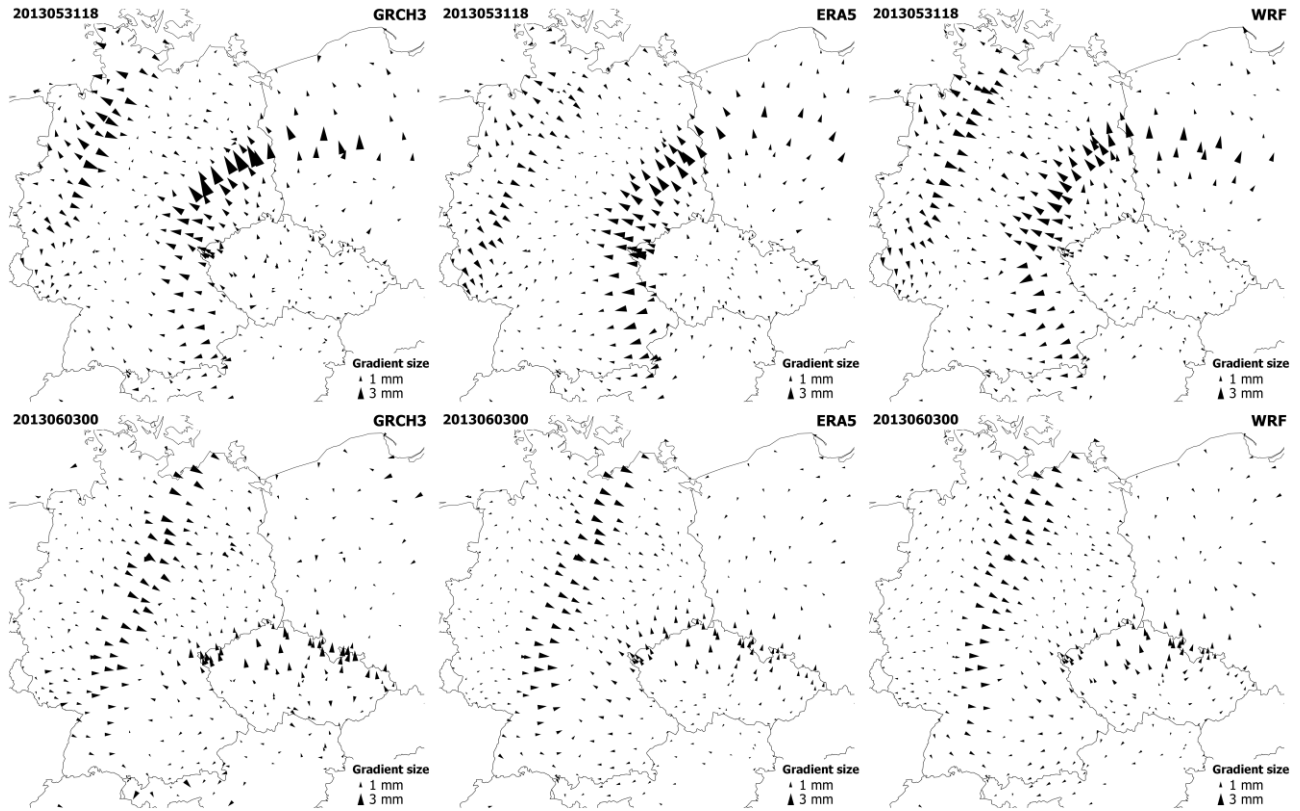 2013053118 GRCH3
Gradient size
1 mm
3 mm
2013053118 ERA5
Gradient size
1 mm
3 mm
2013053118 WRF
Gradient size
1 mm
3 mm
2013060300 GRCH3
Gradient size
1 mm
3 mm
2013060300 ERA5
Gradient size
1 mm
3 mm
2013060300 WRF
Gradient size
1 mm
3 mm